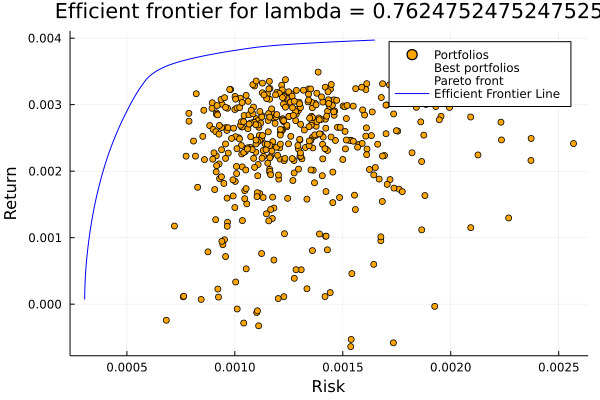 Efficient frontier for lambda = 0.7624752475247525
0.004
0.003
0.002
0.001
0.000
Return
Portfolios
Best portfolios
Pareto front
Efficient Frontier Line
0.0005 0.0010 0.0015 0.0020 0.0025
Risk